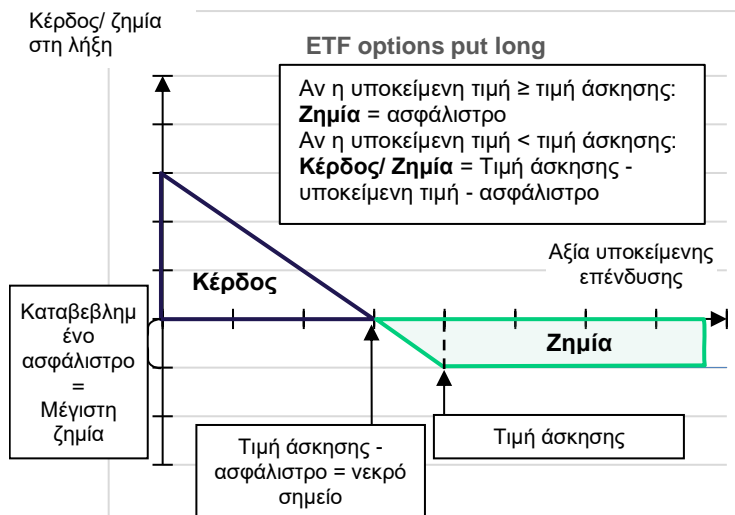 Κέρδος/ ζημία
στη λήξη
ETF options put long
Αν η υποκείμενη τιμή ≥ τιμή άσκησης:
Ζημία = ασφάλιστρο
Αν η υποκείμενη τιμή < τιμή άσκησης:
Κέρδος/ Ζημία = Τιμή άσκησης -
υποκείμενη τιμή - ασφάλιστρο
Αξία υποκείμενης
επένδυσης
Κέρδος
Καταβεβλημ
ένο
ασφάλιστρο
=
Μέγιστη
ζημία
Ζημία
Τιμή άσκησης -
ασφάλιστρο = νεκρό
σημείο
Τιμή άσκησης